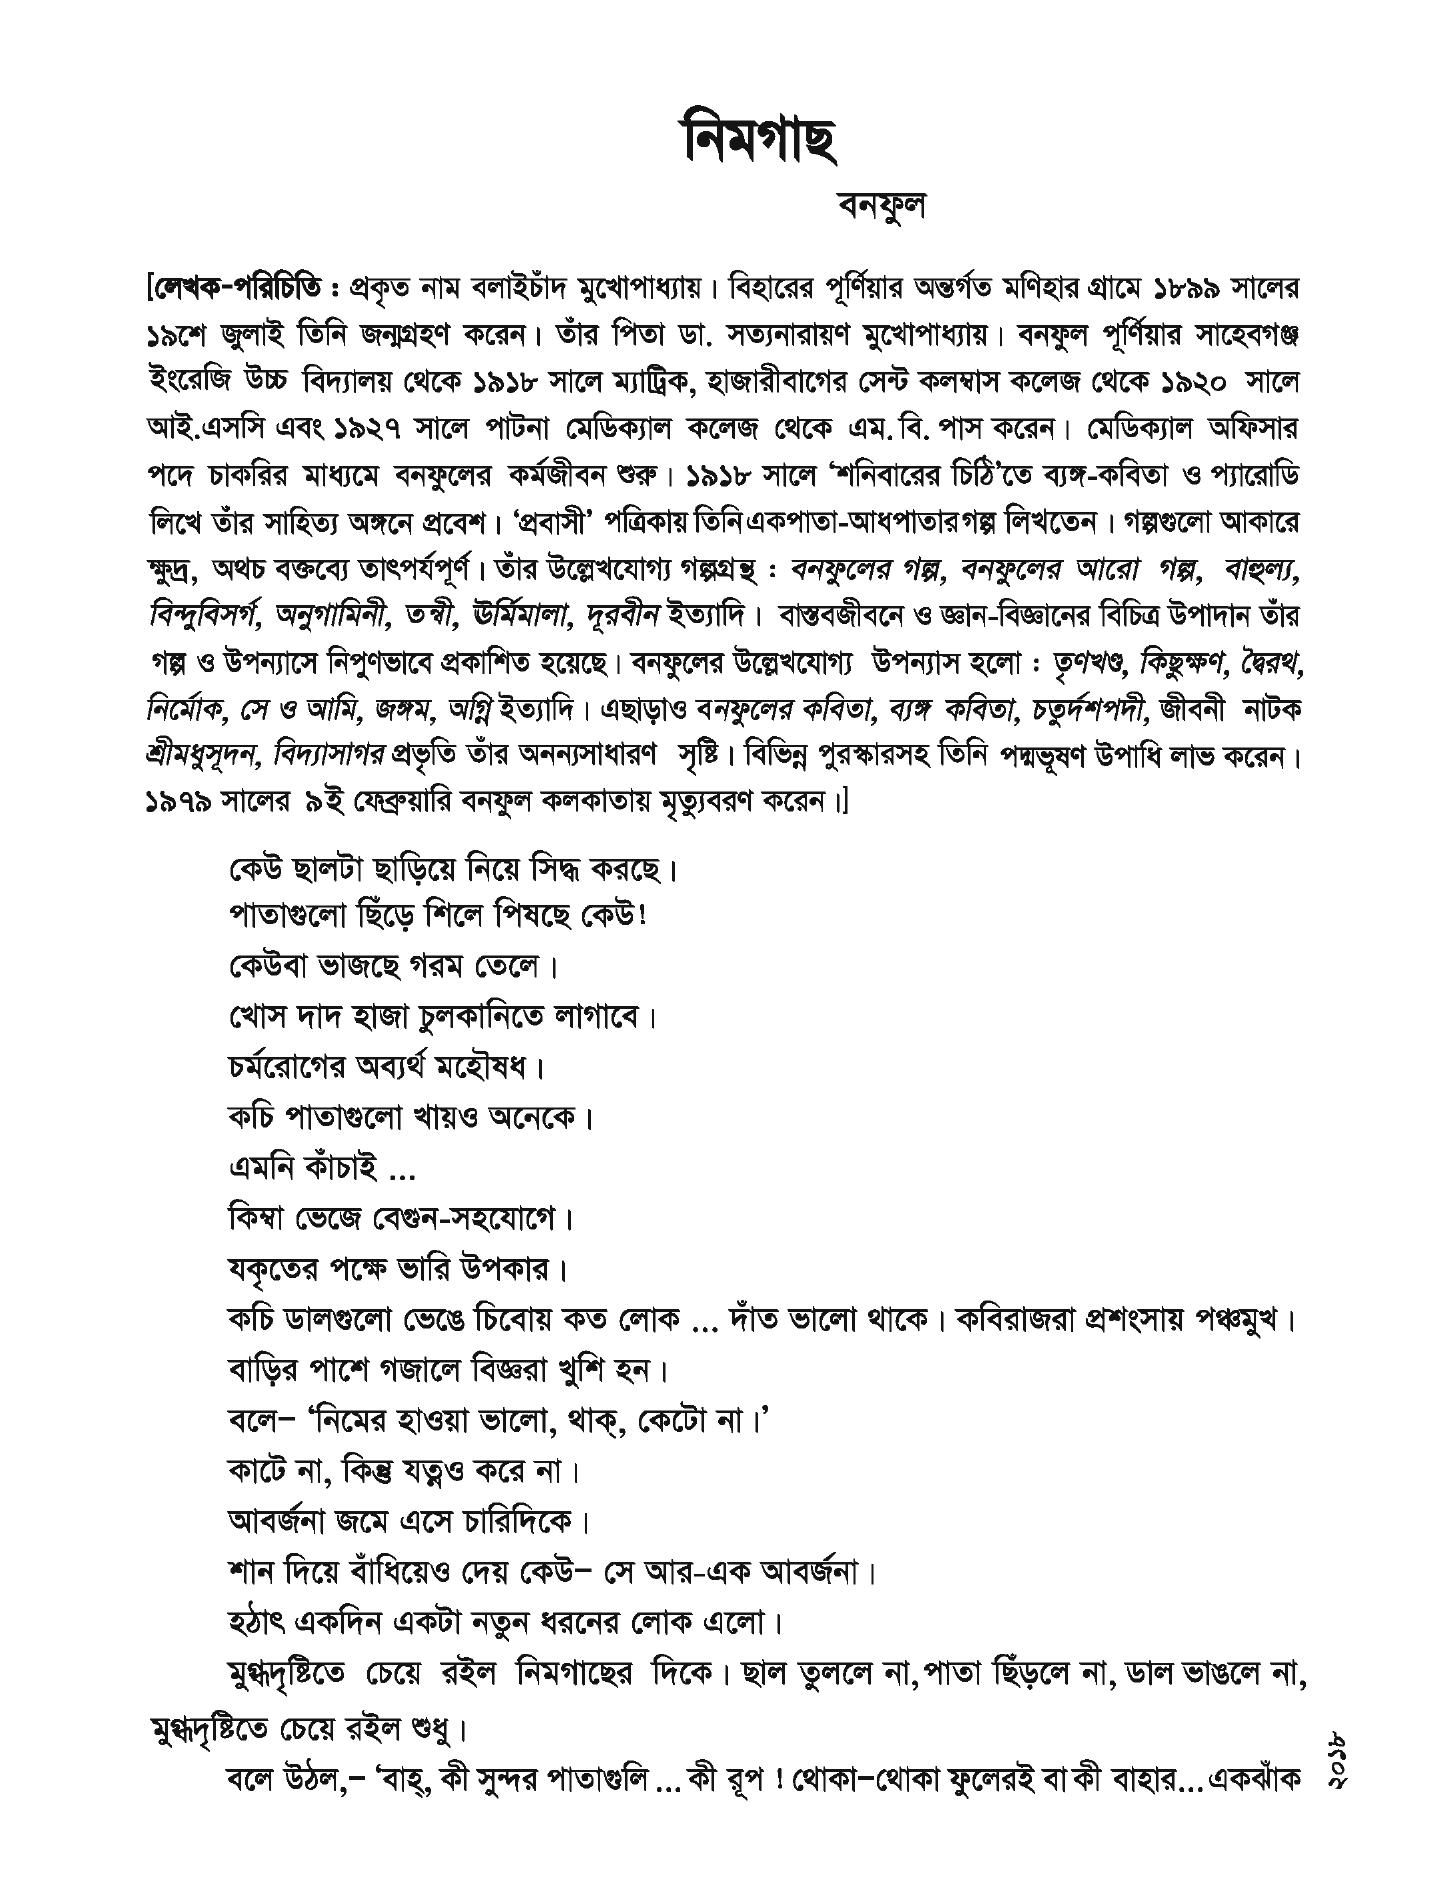 নিমগাছ
বনফুল
[লেখক-পরিচিতি : প্রকৃত নাম বলাইচাঁদ মুখোপাধ্যায়। বিহারের পূর্ণিয়ার অন্তর্গত মণিহার গ্রামে ১৮৯৯ সালের
১৯শে জুলাই তিনি জন্মগ্রহণ করেন। তাঁর পিতা ডা. সত্যনারায়ণ মুখোপাধ্যায়। বনফুল পূর্ণিয়ার সাহেবগঞ্জ
ইংরেজি উচ্চ বিদ্যালয় থেকে ১৯১৮ সালে ম্যাট্রিক, হাজারীবাগের সেন্ট কলম্বাস কলেজ থেকে ১৯২০ সালে
আই.এসসি এবং ১৯২৭ সালে পাটনা মেডিক্যাল কলেজ থেকে এম. বি. পাস করেন। মেডিক্যাল অফিসার
পদে চাকরির মাধ্যমে বনফুলের কর্মজীবন শুরু। ১৯১৮ সালে ‘শনিবারের চিঠি’তে ব্যঙ্গ-কবিতা ও প্যারোডি
লিখে তাঁর সাহিত্য অঙ্গনে প্রবেশ। ‘প্রবাসী’ পত্রিকায় তিনি একপাতা-আধপাতার গল্প লিখতেন। গল্পগুলো আকারে
ক্ষুদ্র, অথচ বক্তব্যে তাৎপর্যপূর্ণ। তাঁর উল্লেখযোগ্য গল্পগ্রন্থ : বনফুলের গল্প, বনফুলের আরো গল্প, বাহুল্য,
বিন্দুবিসর্গ, অনুগামিনী, তন্বী, ঊর্মিমালা, দূরবীন ইত্যাদি। বাস্তবজীবনে ও জ্ঞান-বিজ্ঞানের বিচিত্র উপাদান তাঁর
গল্প ও উপন্যাসে নিপুণভাবে প্রকাশিত হয়েছে। বনফুলের উল্লেখযোগ্য উপন্যাস হলো : তৃণখণ্ড, কিছুক্ষণ, দ্বৈরথ,
নির্মোক, সে ও আমি, জঙ্গম, অগ্নি ইত্যাদি। এছাড়াও বনফুলের কবিতা, ব্যঙ্গ কবিতা, চতুর্দশপদী, জীবনী নাটক
শ্রীমধুসূদন, বিদ্যাসাগর প্রভৃতি তাঁর অনন্যসাধারণ সৃষ্টি। বিভিন্ন পুরস্কারসহ তিনি পদ্মভূষণ উপাধি লাভ করেন।
১৯৭৯ সালের ৯ই ফেব্রুয়ারি বনফুল কলকাতায় মৃত্যুবরণ করেন।]
কেউ ছালটা ছাড়িয়ে নিয়ে সিদ্ধ করছে।
পাতাগুলো ছিঁড়ে শিলে পিষছে কেউ!
কেউবা ভাজছে গরম তেলে।
খোস দাদ হাজা চুলকানিতে লাগাবে।
চর্মরোগের অব্যর্থ মহৌষধ।
কচি পাতাগুলো খায়ও অনেকে।
এমনি কাঁচাই ...
কিম্বা ভেজে বেগুন-সহযোগে।
যকৃতের পক্ষে ভারি উপকার।
কচি ডালগুলো ভেঙে চিবোয় কত লোক ... দাঁত ভালো থাকে। কবিরাজরা প্রশংসায় পঞ্চমুখ।
বাড়ির পাশে গজালে বিজ্ঞরা খুশি হন।
বলে– ‘নিমের হাওয়া ভালো, থাক্, কেটো না।’
কাটে না, কিন্তু যত্নও করে না।
আবর্জনা জমে এসে চারিদিকে।
শান দিয়ে বাঁধিয়েও দেয় কেউ– সে আর-এক আবর্জনা।
হঠাৎ একদিন একটা নতুন ধরনের লোক এলো।
মুগ্ধদৃষ্টিতে চেয়ে রইল নিমগাছের দিকে। ছাল তুললে না, পাতা ছিঁড়লে না, ডাল ভাঙলে না,
মুগ্ধদৃষ্টিতে চেয়ে রইল শুধু।
বলে উঠল,– ‘বাহ্, কী সুন্দর পাতাগুলি ... কী রূপ ! থোকা–থোকা ফুলেরই বা কী বাহার... একঝাঁক
২০১৮